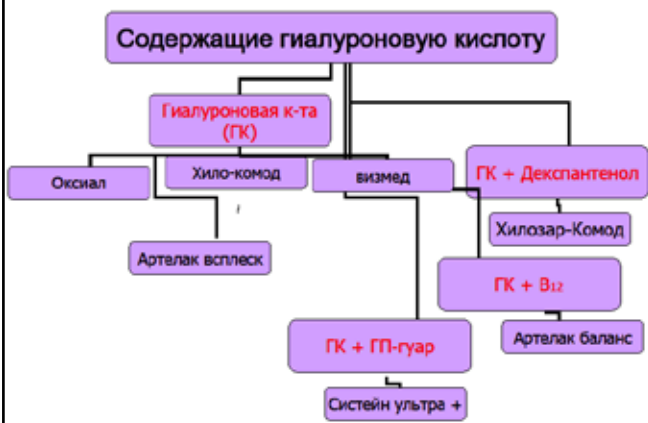 Содержащие гиалуроновую кислоту
Гиалуроновая к-та
(ГК)
Оксиал
Хило-комод
визмед
ГК + Декспантенол
Хилозар-Комод
Артелак всплеск
ГК + В₁₂
Артелак баланс
ГК + ГП-гуар
Систейн ультра +